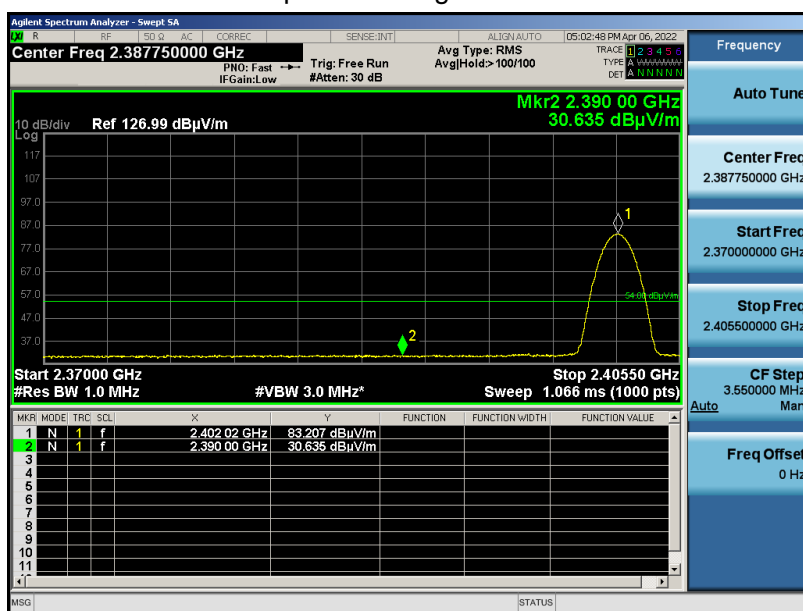 Agilent Spectrum Analyzer - Swept SA
LXI R RF 50 Ω AC CORREC SENSE:INT ALIGN AUTO 05:02:48 PM Apr 06, 2022
Center Freq 2.387750000 GHz
PNO: Fast
IFGain:Low
Trig: Free Run
#Atten: 30 dB
Avg Type: RMS
Avg|Hold:>100/100
TRACE 1 2 3 4 5 6
TYPE A WWWWW
DET A N N N N N
Mkr2 2.390 00 GHz
30.635 dBµV/m
10 dB/div Ref 126.99 dBµV/m
Log
117
107
97.0
87.0
77.0
67.0
57.0
47.0
37.0
1
54.00 dBµV/m
2
Start 2.37000 GHz Stop 2.40550 GHz
#Res BW 1.0 MHz #VBW 3.0 MHz* Sweep 1.066 ms (1000 pts)
MKR MODE TRC SCL X Y FUNCTION FUNCTION WIDTH FUNCTION VALUE
1 N 1 f 2.402 02 GHz 83.207 dBuV/m
2 N 1 f 2.390 00 GHz 30.635 dBuV/m
3
4
5
6
7
8
9
10
11
MSG STATUS
Frequency
Auto Tune
Center Freq
2.387750000 GHz
Start Freq
2.370000000 GHz
Stop Freq
2.405500000 GHz
CF Step
3.550000 MHz
Auto Man
Freq Offset
0 Hz